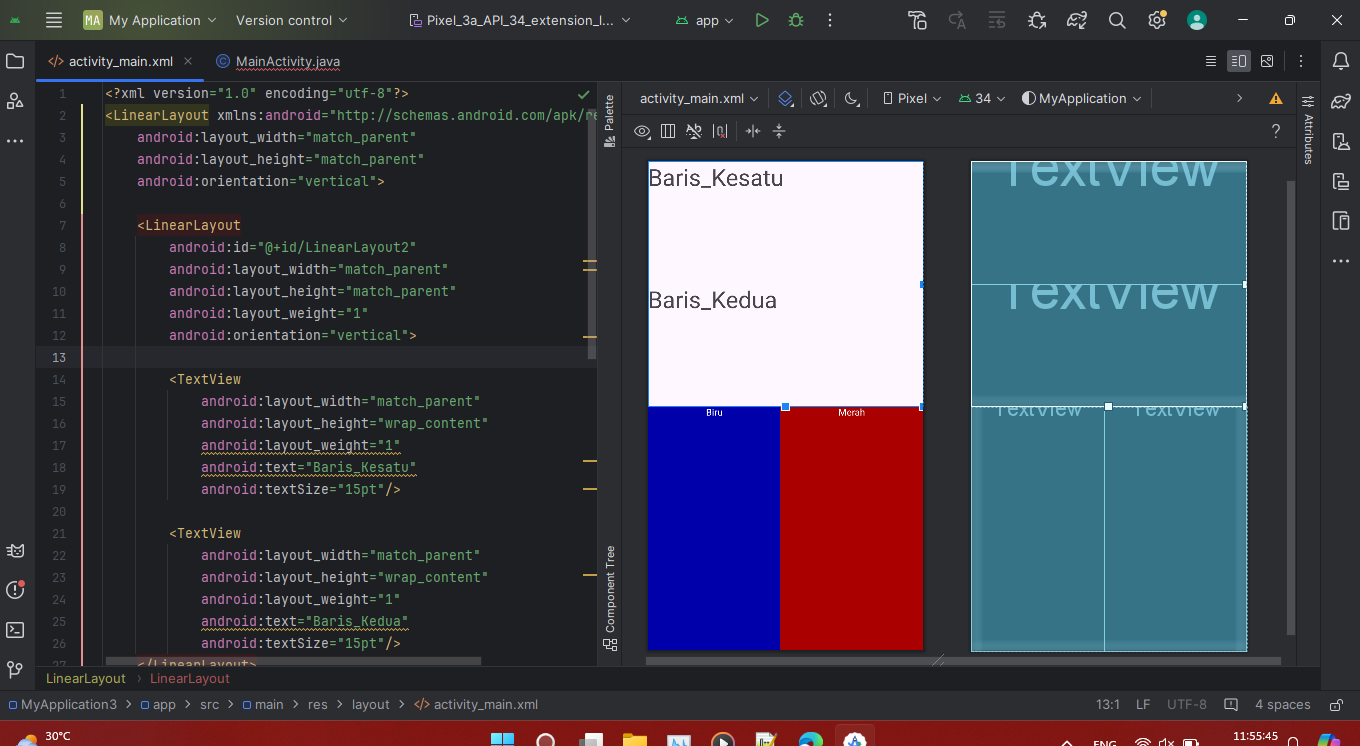 MA My Application
Version control
Pixel_3a_API_34_extension_l...
app
activity_main.xml
MainActivity.java
1 <?xml version="1.0" encoding="utf-8"?>
2 <LinearLayout xmlns:android="http://schemas.android.com/apk/re
3 android:layout_width="match_parent"
4 android:layout_height="match_parent"
5 android:orientation="vertical">
6
7 <LinearLayout
8 android:id="@+id/LinearLayout2"
9 android:layout_width="match_parent"
10 android:layout_height="match_parent"
11 android:layout_weight="1"
12 android:orientation="vertical">
13
14 <TextView
15 android:layout_width="match_parent"
16 android:layout_height="wrap_content"
17 android:layout_weight="1"
18 android:text="Baris_Kesatu"
19 android:textSize="15pt"/>
20
21 <TextView
22 android:layout_width="match_parent"
23 android:layout_height="wrap_content"
24 android:layout_weight="1"
25 android:text="Baris_Kedua"
26 android:textSize="15pt"/>
27 </LinearLayout>
Palette
Component Tree
activity_main.xml
Pixel
34
MyApplication
?
Attributes
Baris_Kesatu
Baris_Kedua
Biru
Merah
TextView
TextView
TextView
TextView
LinearLayout > LinearLayout
MyApplication3 > app > src > main > res > layout > activity_main.xml
13:1
LF
UTF-8
4 spaces
30°C
ENG
11:55:45